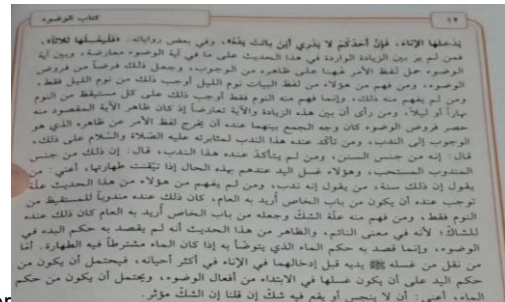 ١٢ كتاب الوضوء
يدخلها الإناء، فإن أحدكم لا يدري أين باتت يده»، وفي بعض رواياته: «فليغسلها ثلاثاً»،
فمن لم ير بين الزيادة الواردة في هذا الحديث على ما في آية الوضوء معارضة، وبين آية
الوضوء حمل لفظ الأمر ههنا على ظاهره من الوجوب، وجعل ذلك فرضاً من فروض
الوضوء، ومن فهم من هؤلاء من لفظ البيات نوم الليل أوجب ذلك من نوم الليل فقط،
ومن لم يفهم منه ذلك، وإنما فهم منه النوم فقط أوجب ذلك على كل مستيقظ من النوم
نهاراً أو ليلاً، ومن رأى أن بين هذه الزيادة والآية تعارضاً إذ كان ظاهر الآية المقصود منه
حصر فروض الوضوء كان وجه الجمع بينهما عنده أن يخرج لفظ الأمر عن ظاهره الذي هو
الوجوب إلى الندب، ومن تأكد عنده هذا الندب لمثابرته عليه الصلاة والسلام على ذلك،
قال: إنه من جنس السنن، ومن لم يتأكد عنده هذا الندب، قال: إن ذلك من جنس
المندوب المستحب، وهؤلاء غسل اليد عندهم بهذه الحال إذا تيقنت طهارتها، أعني: من
يقول إن ذلك سنة، من يقول إنه ندب، ومن لم يفهم من هؤلاء من هذا الحديث علة
توجب عنده أن يكون من باب الخاص أريد به العام، كان ذلك عنده مندوباً للمستيقظ من
النوم فقط، ومن فهم منه علة الشك وجعله من باب الخاص أريد به العام كان ذلك عنده
للشاك؛ لأنه في معنى النائم، والظاهر من هذا الحديث أنه لم يقصد به حكم اليد في
الوضوء، وإنما قصد به حكم الماء الذي يتوضأ به إذا كان الماء مشترطاً فيه الطهارة. أما
من نقل من غسله ﷺ يديه قبل إدخالهما في الإناء في أكثر أحيانه، فيحتمل أن يكون من
حكم اليد على أن يكون غسلها في الابتداء من أفعال الوضوء، ويحتمل أن يكون من حكم
الماء، أعني: أن لا ينجس أو يقع فيه شك إن قلنا إن الشك مؤثر.